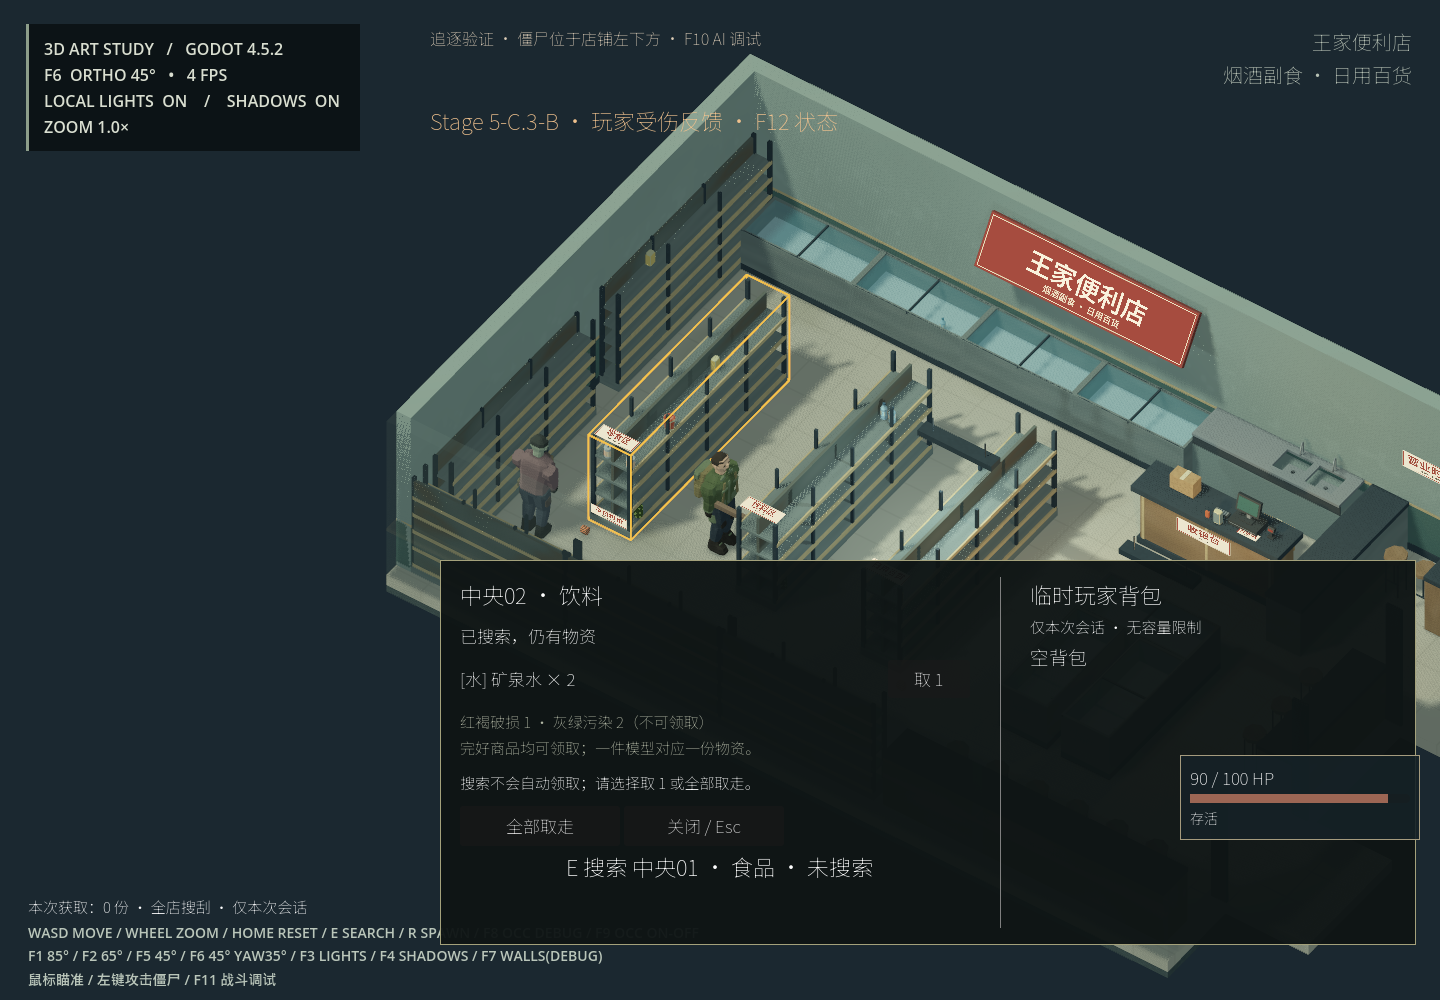 3D ART STUDY / GODOT 4.5.2
F6 ORTHO 45° • 4 FPS
LOCAL LIGHTS ON / SHADOWS ON
ZOOM 1.0×
追逐验证 · 僵尸位于店铺左下方 · F10 AI 调试
Stage 5-C.3-B · 玩家受伤反馈 · F12 状态
王家便利店
烟酒副食 · 日用百货
王家便利店
烟酒副食 · 日用百货
收银台
中央02 · 饮料
已搜索，仍有物资
[水] 矿泉水 × 2
取 1
红褐破损 1 · 灰绿污染 2（不可领取）
完好商品均可领取；一件模型对应一份物资。
搜索不会自动领取；请选择取 1 或全部取走。
全部取走
关闭 / Esc
E 搜索 中央01 · 食品 · 未搜索
临时玩家背包
仅本次会话 · 无容量限制
空背包
90 / 100 HP
存活
本次获取：0 份 · 全店搜刮 · 仅本次会话
WASD MOVE / WHEEL ZOOM / HOME RESET / E SEARCH / R SPAWN / F8 OCC DEBUG / F9 OCC ON-OFF
F1 85° / F2 65° / F5 45° / F6 45° YAW35° / F3 LIGHTS / F4 SHADOWS / F7 WALLS(DEBUG)
鼠标瞄准 / 左键攻击僵尸 / F11 战斗调试